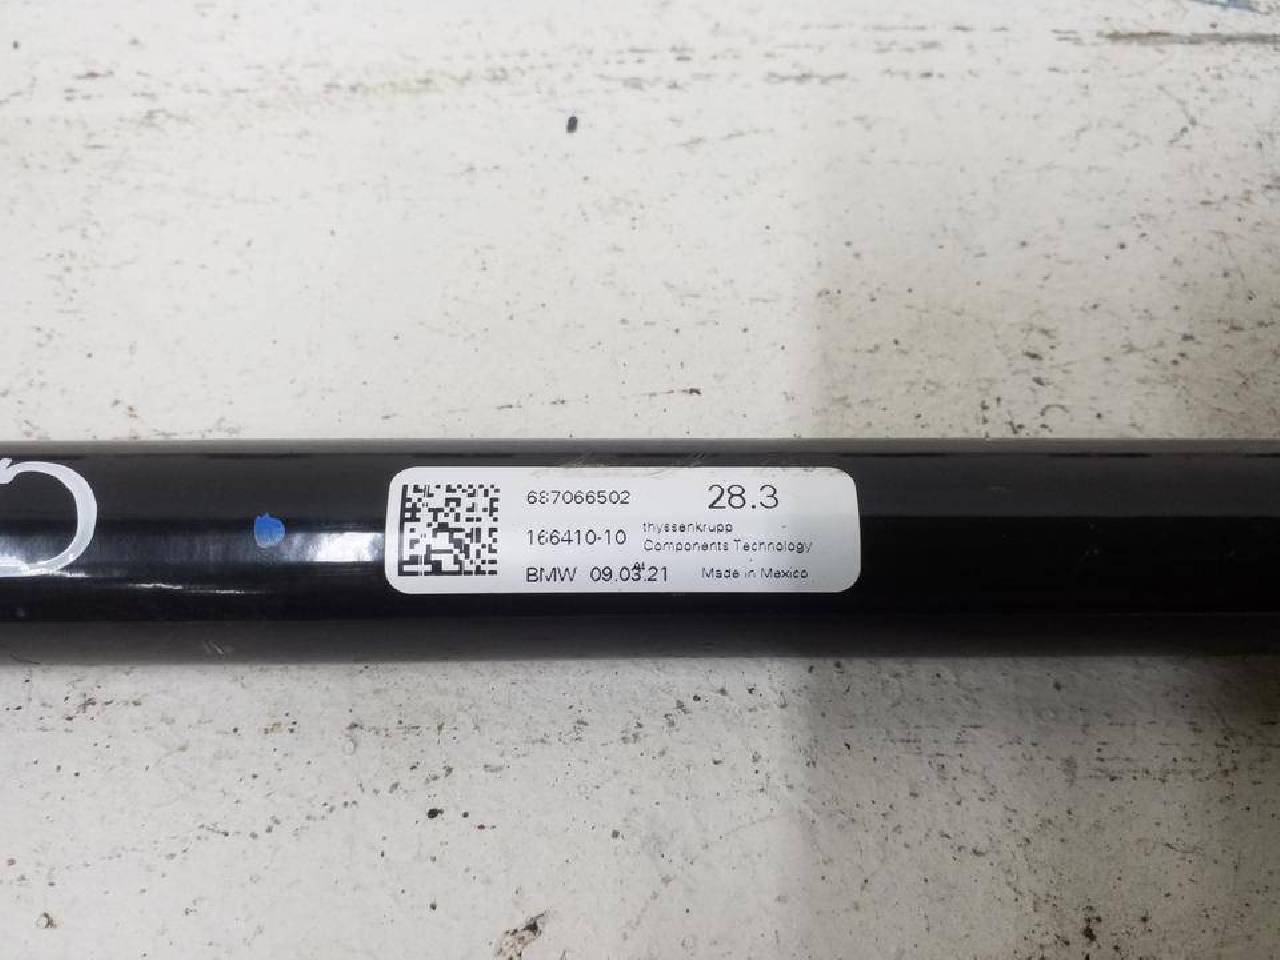 687066502 28.3
166410-10 thyssenkrupp
Components Technology
BMW 09.03.21 Made in Mexico